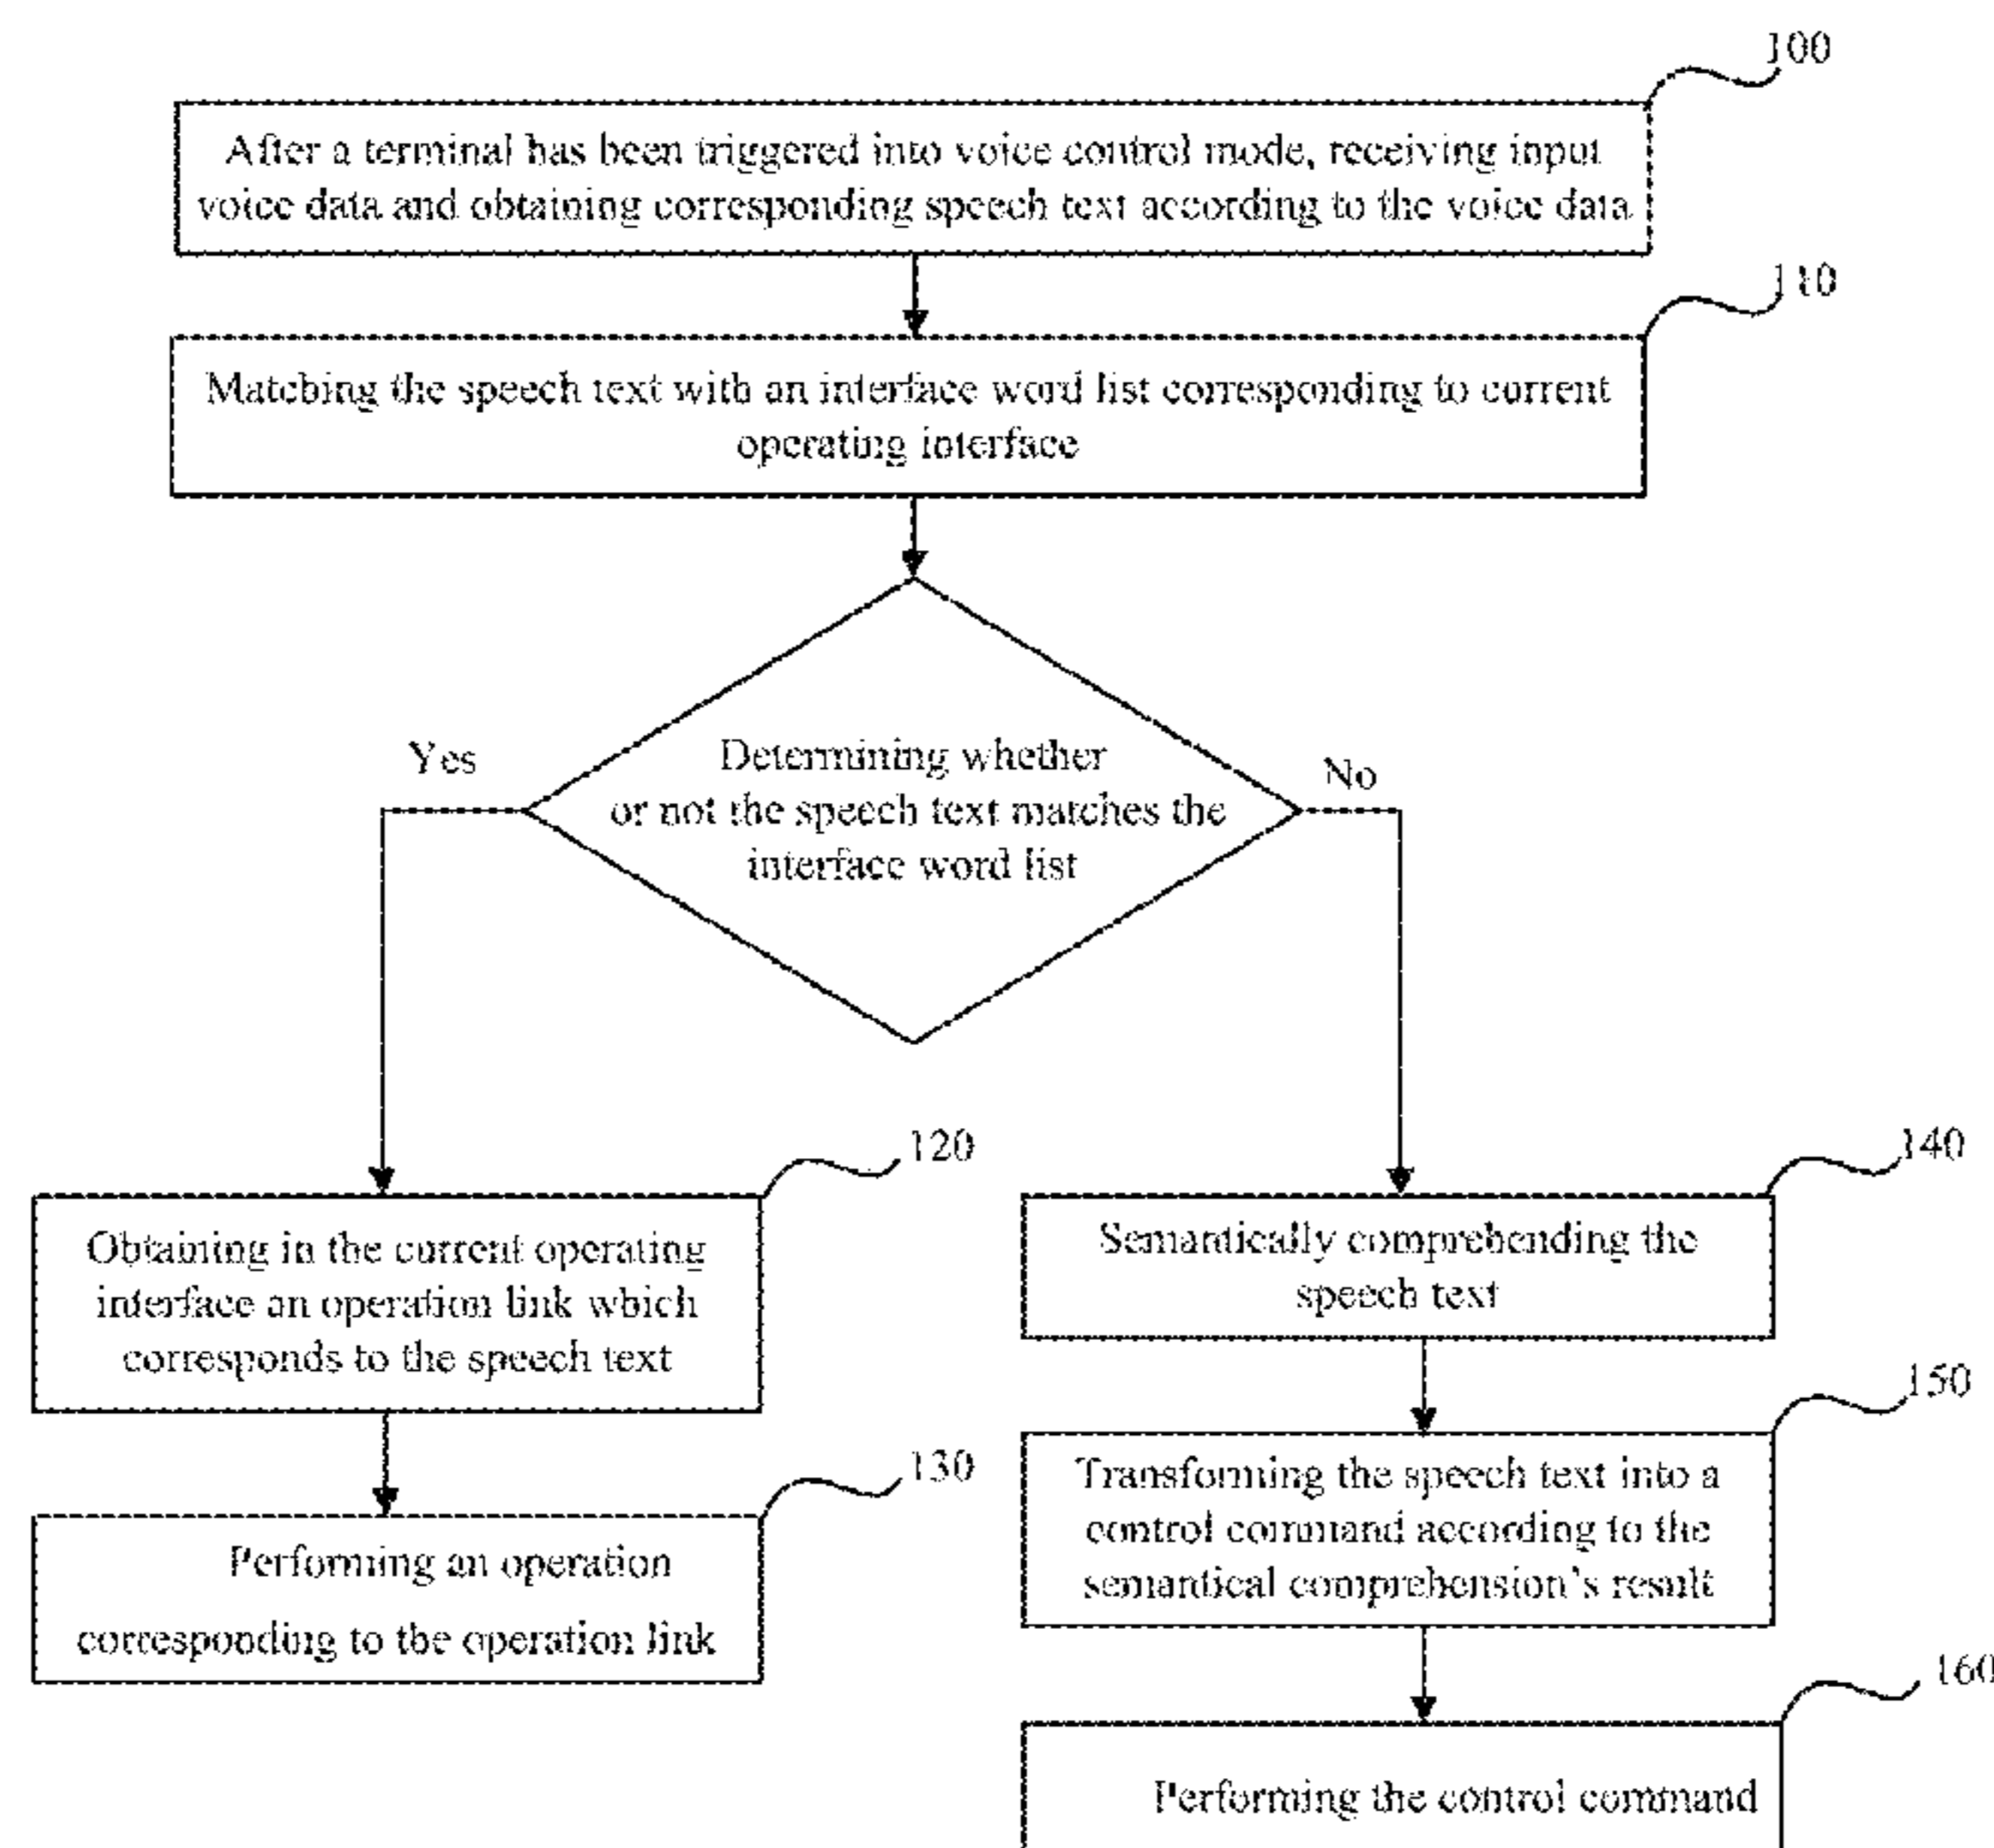 100
After a terminal has been triggered into voice control mode, receiving input
voice data and obtaining corresponding speech text according to the voice data
110
Matching the speech text with an interface word list corresponding to current
operating interface
Determining whether
or not the speech text matches the
interface word list
Yes
No
120
Obtaining in the current operating
interface an operation link which
corresponds to the speech text
130
Performing an operation
corresponding to the operation link
140
Semantically comprehending the
speech text
150
Transforming the speech text into a
control command according to the
semantical comprehension's result
160
Performing the control command